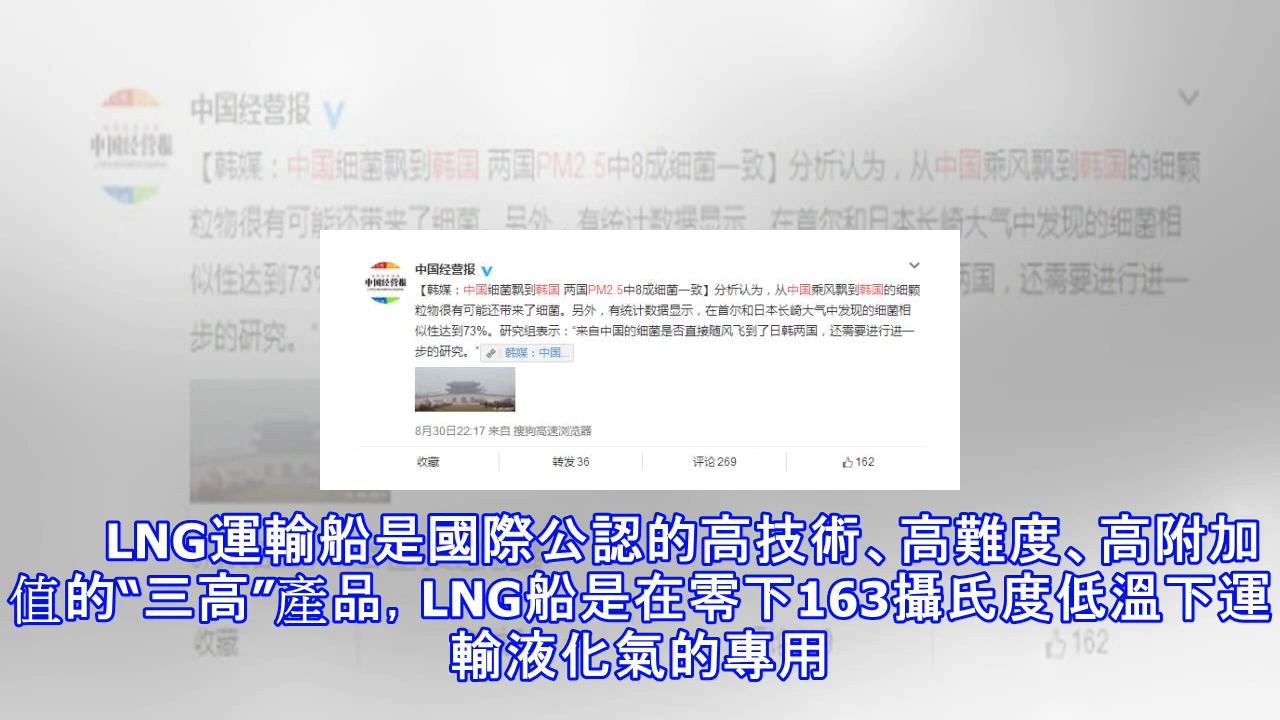 中国经营报
中国经营报
【韩媒：中国细菌飘到韩国 两国PM2.5中8成细菌一致】分析认为，从中国乘风飘到韩国的细颗
粒物很有可能还带来了细菌。另外，有统计数据显示，在首尔和日本长崎大气中发现的细菌相
似性达到73%。研究组表示：“来自中国的细菌是否直接随风飞到了日韩两国，还需要进行进一
步的研究。” 韩媒：中国...
8月30日22:17 来自 搜狗高速浏览器
收藏 转发 36 评论 269 162
LNG運輸船是國際公認的高技術、高難度、高附加
值的“三高”產品，LNG船是在零下163攝氏度低溫下運
輸液化氣的專用